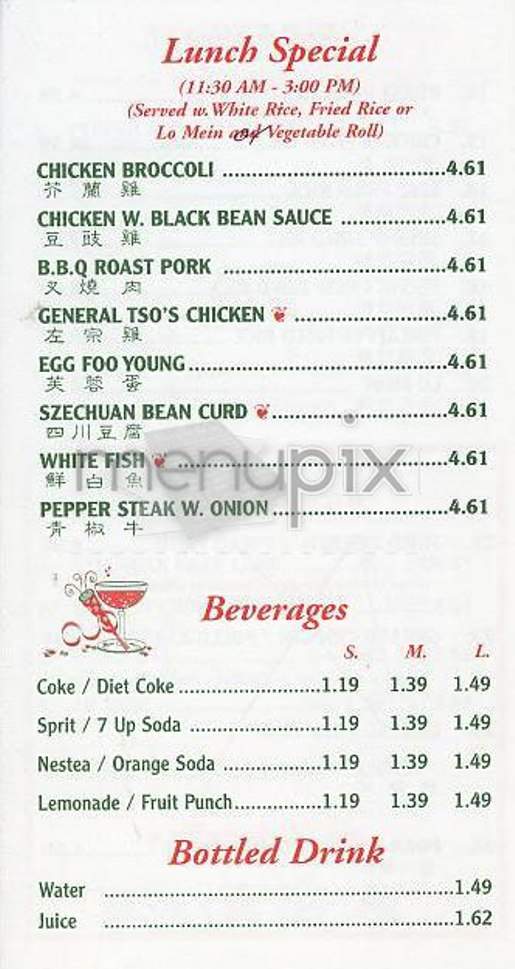 Lunch Special
(11:30 AM - 3:00 PM)
(Served w. White Rice, Fried Rice or
Lo Mein or Vegetable Roll)
CHICKEN BROCCOLI ........................................4.61
芥 蘭 雞
CHICKEN W. BLACK BEAN SAUCE ..................4.61
豆 豉 雞
B.B.Q ROAST PORK ........................................4.61
叉 燒 肉
GENERAL TSO'S CHICKEN ...........................4.61
左 宗 雞
EGG FOO YOUNG..............................................4.61
芙 蓉 蛋
SZECHUAN BEAN CURD ...............................4.61
四 川 豆 腐
WHITE FISH ................................................4.61
鮮 白 魚
PEPPER STEAK W. ONION ...............................4.61
青 椒 牛
menupix
Beverages
S. M. L.
Coke / Diet Coke .........................1.19 1.39 1.49
Sprit / 7 Up Soda .......................1.19 1.39 1.49
Nestea / Orange Soda .................1.19 1.39 1.49
Lemonade / Fruit Punch...............1.19 1.39 1.49
Bottled Drink
Water ..............................................................1.49
Juice ..............................................................1.62